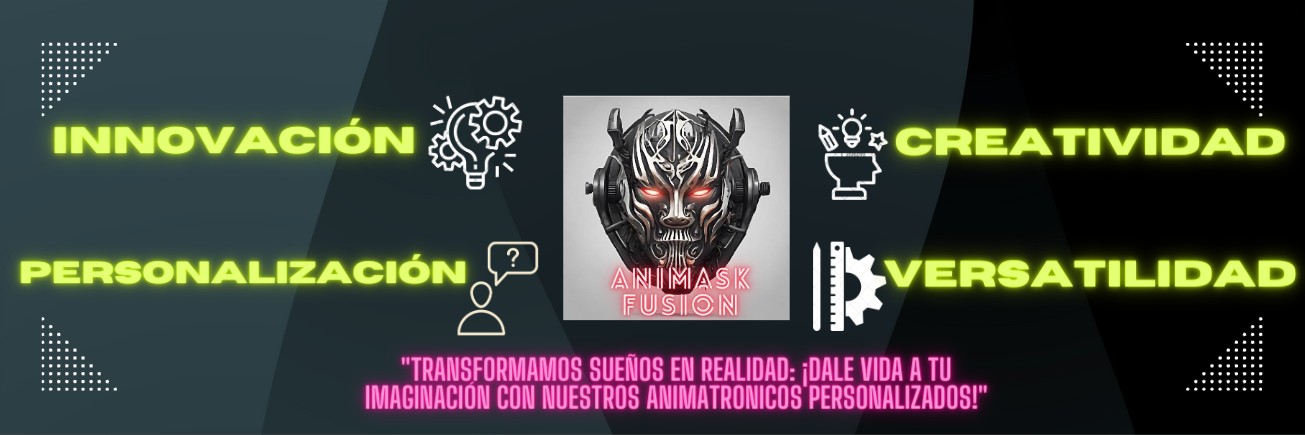 INNOVACIÓN
CREATIVIDAD
PERSONALIZACIÓN
?
VERSATILIDAD
ANIMASK
FUSION
"TRANSFORMAMOS SUEÑOS EN REALIDAD: ¡DALE VIDA A TU
IMAGINACIÓN CON NUESTROS ANIMATRONICOS PERSONALIZADOS!"